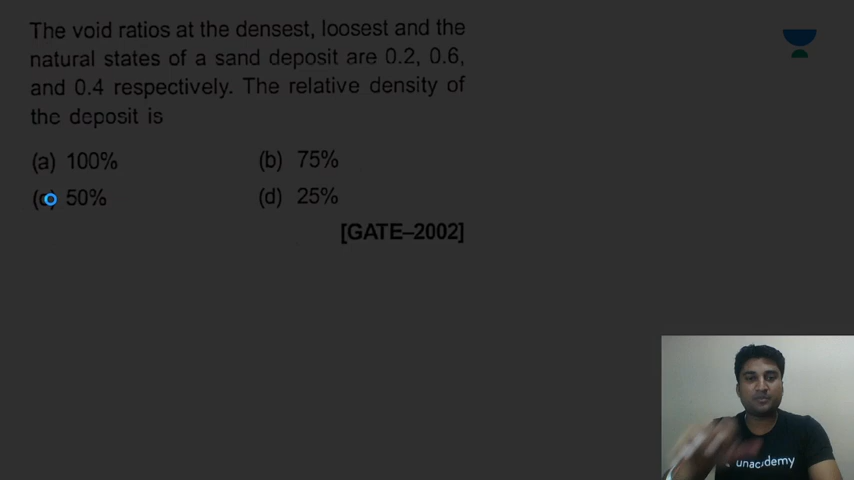 The void ratios at the densest, loosest and the
natural states of a sand deposit are 0.2, 0.6,
and 0.4 respectively. The relative density of
the deposit is
(a) 100% (b) 75%
(c) 50% (d) 25%
[GATE–2002]
unacademy